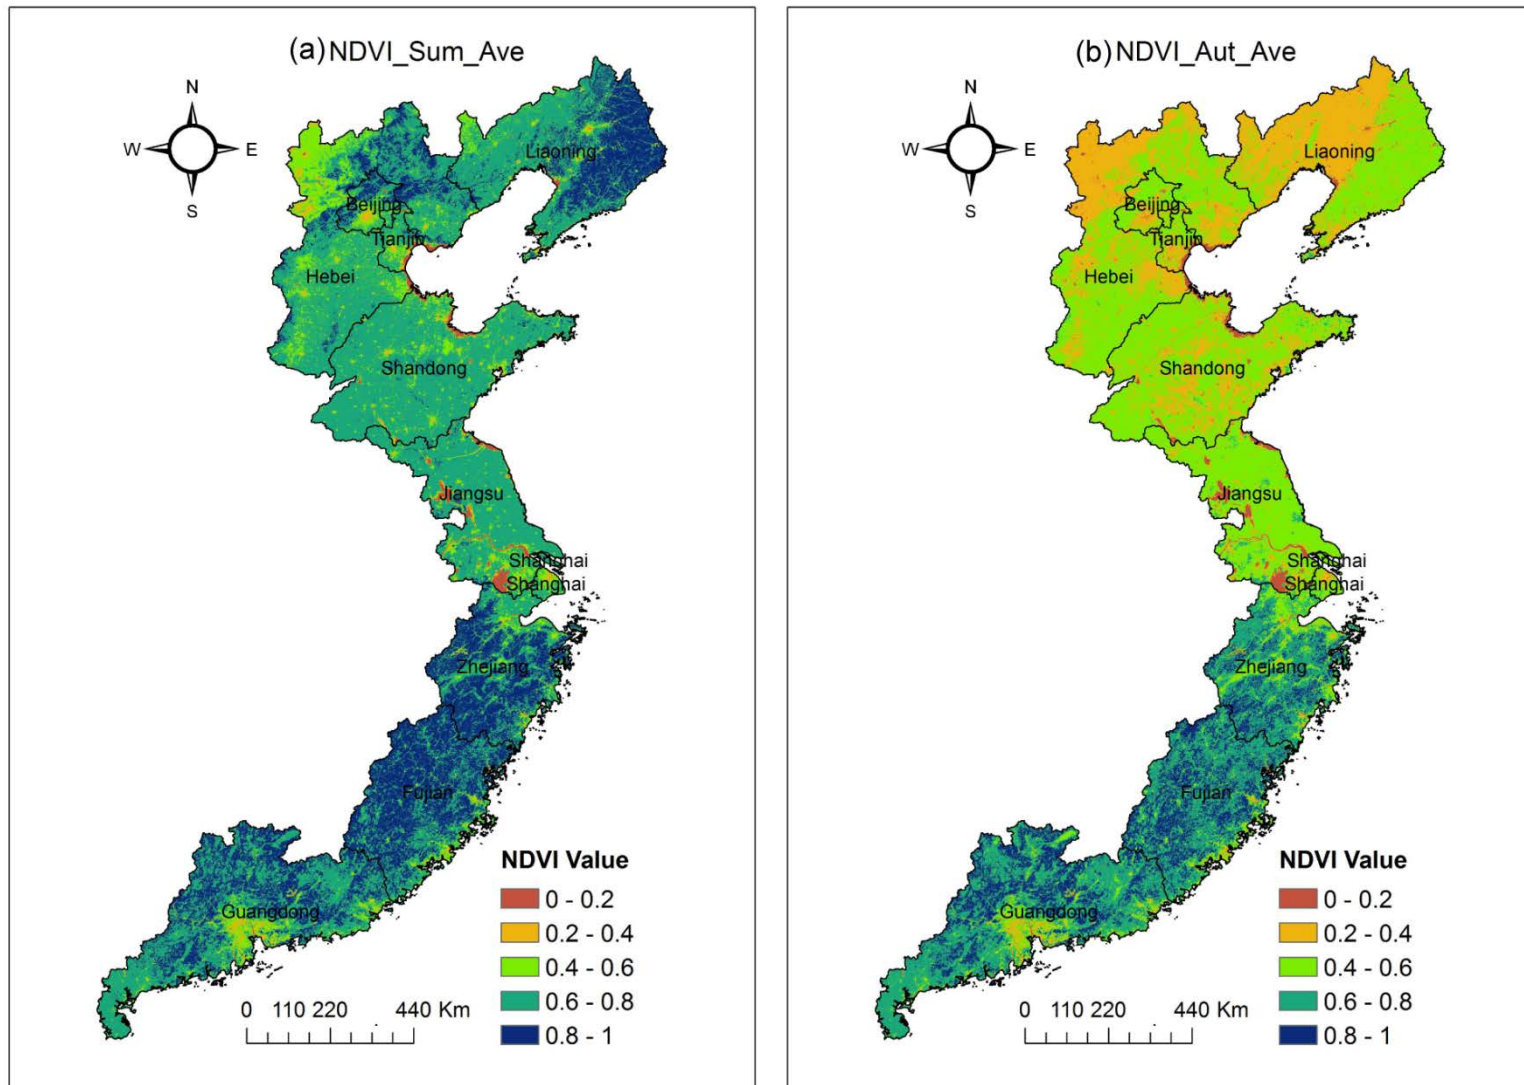 (a) NDVI_Sum_Ave
N
W E
S
Liaoning
Beijing
Tianjin
Hebei
Shandong
Jiangsu
Shanghai
Shanghai
Zhejiang
Fujian
Guangdong
NDVI Value
0 - 0.2
0.2 - 0.4
0.4 - 0.6
0.6 - 0.8
0.8 - 1
0 110 220 440 Km
(b) NDVI_Aut_Ave
N
W E
S
Liaoning
Beijing
Tianjin
Hebei
Shandong
Jiangsu
Shanghai
Shanghai
Zhejiang
Fujian
Guangdong
NDVI Value
0 - 0.2
0.2 - 0.4
0.4 - 0.6
0.6 - 0.8
0.8 - 1
0 110 220 440 Km